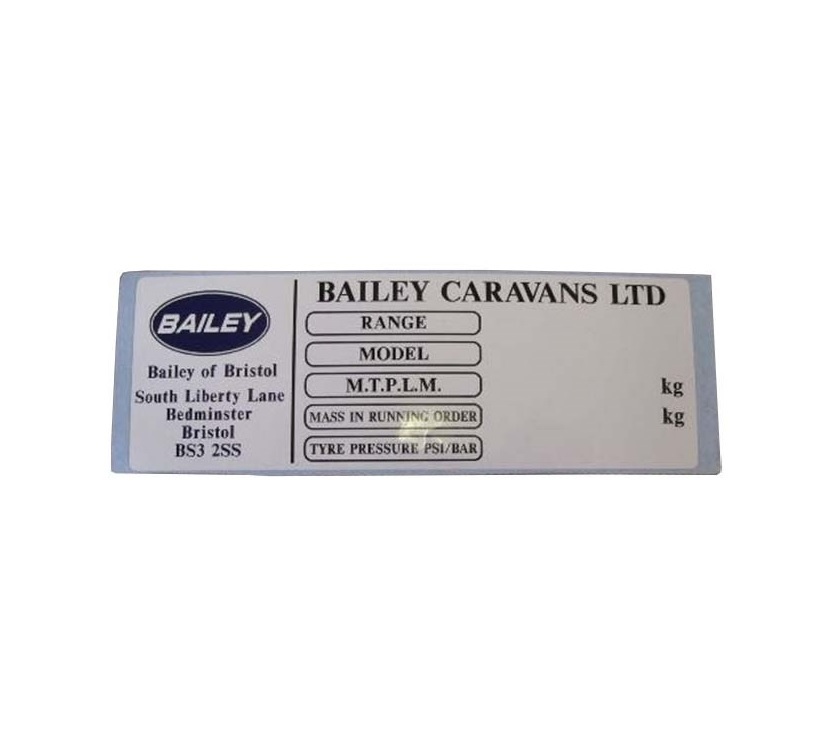 BAILEY
Bailey of Bristol
South Liberty Lane
Bedminster
Bristol
BS3 2SS
BAILEY CARAVANS LTD
RANGE
MODEL
M.T.P.L.M. kg
MASS IN RUNNING ORDER kg
TYRE PRESSURE PSI/BAR